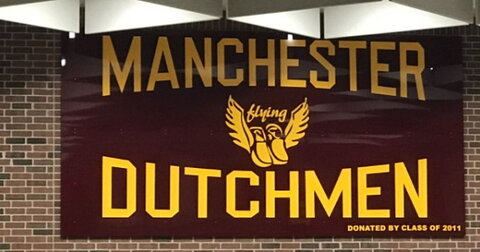 MANCHESTER
flying
DUTCHMEN
DONATED BY CLASS OF 2011